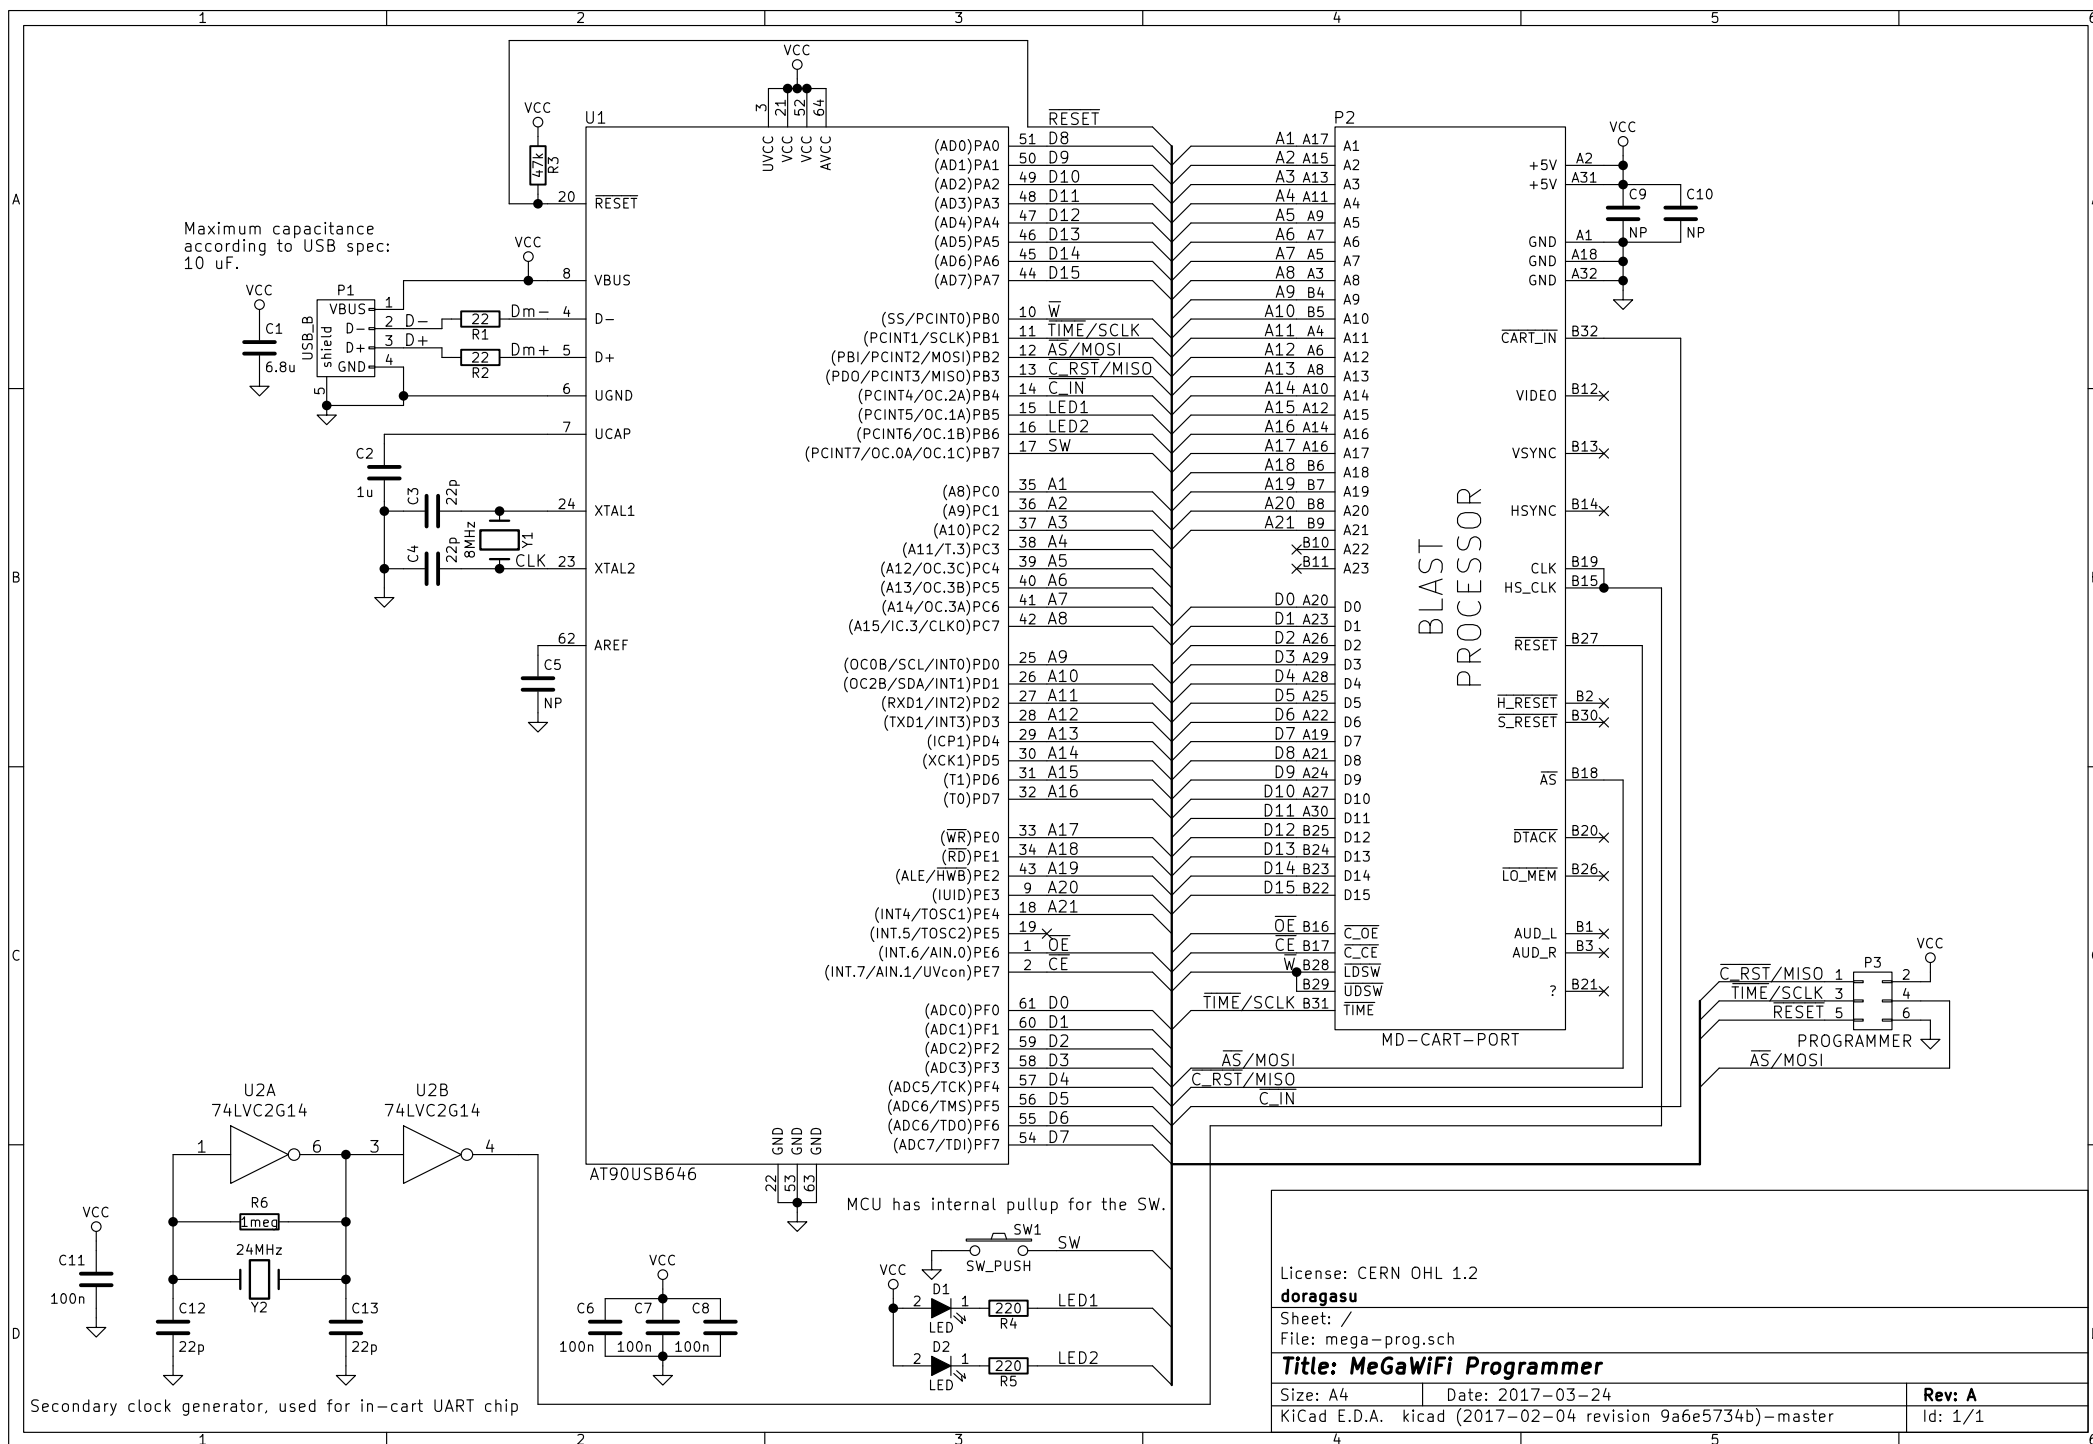 1 2 3 4 5 6
A
B
C
D
VCC
VCC
47k
R3
20 RESET
U1
3 21 52 64
UVCC VCC VCC AVCC
RESET
Maximum capacitance
according to USB spec:
10 uF.
VCC
C1
6.8u
P1
USB_B
shield
VBUS 1
D- 2 D-
D+ 3 D+
GND 4
5
22
R1
22
R2
Dm- 4 D-
Dm+ 5 D+
VCC
8 VBUS
6 UGND
7 UCAP
C2
1u
C3
22p
C4
22p
8MHz
Y1
24 XTAL1
CLK 23 XTAL2
62 AREF
C5
NP
(AD0)PA0 51 D8
(AD1)PA1 50 D9
(AD2)PA2 49 D10
(AD3)PA3 48 D11
(AD4)PA4 47 D12
(AD5)PA5 46 D13
(AD6)PA6 45 D14
(AD7)PA7 44 D15
(SS/PCINT0)PB0 10 W
(PCINT1/SCLK)PB1 11 TIME/SCLK
(PBI/PCINT2/MOSI)PB2 12 AS/MOSI
(PDO/PCINT3/MISO)PB3 13 C_RST/MISO
(PCINT4/OC.2A)PB4 14 C_IN
(PCINT5/OC.1A)PB5 15 LED1
(PCINT6/OC.1B)PB6 16 LED2
(PCINT7/OC.0A/OC.1C)PB7 17 SW
(A8)PC0 35 A1
(A9)PC1 36 A2
(A10)PC2 37 A3
(A11/T.3)PC3 38 A4
(A12/OC.3C)PC4 39 A5
(A13/OC.3B)PC5 40 A6
(A14/OC.3A)PC6 41 A7
(A15/IC.3/CLKO)PC7 42 A8
(OC0B/SCL/INT0)PD0 25 A9
(OC2B/SDA/INT1)PD1 26 A10
(RXD1/INT2)PD2 27 A11
(TXD1/INT3)PD3 28 A12
(ICP1)PD4 29 A13
(XCK1)PD5 30 A14
(T1)PD6 31 A15
(T0)PD7 32 A16
(WR)PE0 33 A17
(RD)PE1 34 A18
(ALE/HWB)PE2 43 A19
(IUID)PE3 9 A20
(INT4/TOSC1)PE4 18 A21
(INT.5/TOSC2)PE5 19
(INT.6/AIN.0)PE6 1 OE
(INT.7/AIN.1/UVcon)PE7 2 CE
(ADC0)PF0 61 D0
(ADC1)PF1 60 D1
(ADC2)PF2 59 D2
(ADC3)PF3 58 D3
(ADC5/TCK)PF4 57 D4
(ADC6/TMS)PF5 56 D5
(ADC6/TDO)PF6 55 D6
(ADC7/TDI)PF7 54 D7
GND GND GND
22 53 63
AT90USB646
P2
A1 A17 A1
A2 A15 A2
A3 A13 A3
A4 A11 A4
A5 A9 A5
A6 A7 A6
A7 A5 A7
A8 A3 A8
A9 B4 A9
A10 B5 A10
A11 A4 A11
A12 A6 A12
A13 A8 A13
A14 A10 A14
A15 A12 A15
A16 A14 A16
A17 A16 A17
A18 B6 A18
A19 B7 A19
A20 B8 A20
A21 B9 A21
B10 A22
B11 A23
D0 A20 D0
D1 A23 D1
D2 A26 D2
D3 A29 D3
D4 A28 D4
D5 A25 D5
D6 A22 D6
D7 A19 D7
D8 A21 D8
D9 A24 D9
D10 A27 D10
D11 A30 D11
D12 B25 D12
D13 B24 D13
D14 B23 D14
D15 B22 D15
OE B16 C_OE
CE B17 C_CE
W B28 LDSW
B29 UDSW
TIME/SCLK B31 TIME
BLAST
PROCESSOR
MD-CART-PORT
VCC
+5V A2
+5V A31
C9
NP
C10
NP
GND A1
GND A18
GND A32
CART_IN B32
VIDEO B12
VSYNC B13
HSYNC B14
CLK B19
HS_CLK B15
RESET B27
H_RESET B2
S_RESET B30
AS B18
DTACK B20
LO_MEM B26
AUD_L B1
AUD_R B3
? B21
AS/MOSI
C_RST/MISO
C_IN
VCC
P3
C_RST/MISO 1 2
TIME/SCLK 3 4
RESET 5 6
PROGRAMMER
AS/MOSI
U2A
74LVC2G14
1 6
U2B
74LVC2G14
3 4
R6
1meg
24MHz
Y2
VCC
C11
100n
C12
22p
C13
22p
Secondary clock generator, used for in-cart UART chip
VCC
C6 C7 C8
100n 100n 100n
MCU has internal pullup for the SW.
SW1
SW_PUSH
SW
VCC
D1
2 1
LED
220
R4
LED1
D2
2 1
LED
220
R5
LED2
License: CERN OHL 1.2
doragasu
Sheet: /
File: mega-prog.sch
Title: MeGaWiFi Programmer
Size: A4 Date: 2017-03-24 Rev: A
KiCad E.D.A. kicad (2017-02-04 revision 9a6e5734b)-master Id: 1/1
1 2 3 4 5 6